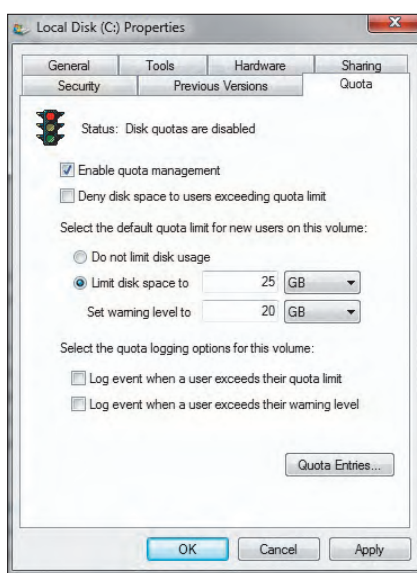 Local Disk (C:) Properties
General Tools Hardware Sharing
Security Previous Versions Quota
Status: Disk quotas are disabled
Enable quota management
Deny disk space to users exceeding quota limit
Select the default quota limit for new users on this volume:
Do not limit disk usage
Limit disk space to 25 GB
Set warning level to 20 GB
Select the quota logging options for this volume:
Log event when a user exceeds their quota limit
Log event when a user exceeds their warning level
Quota Entries...
OK Cancel Apply